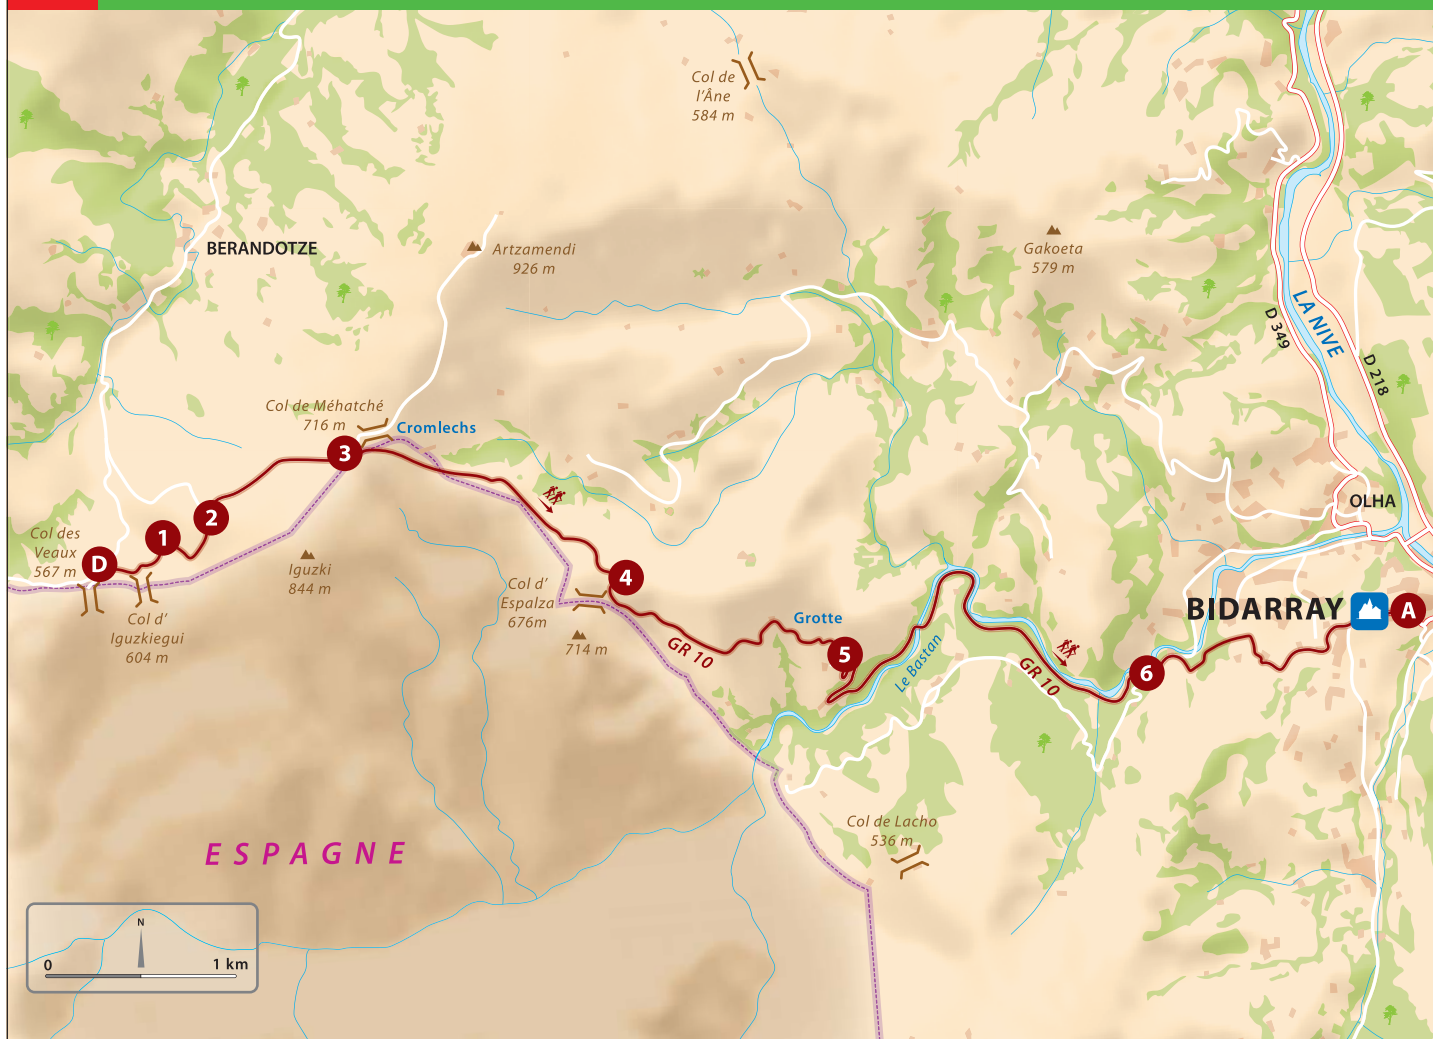 Col de
l'Âne
584 m
BERANDOTZE
Artzamendi
926 m
Gakoeta
579 m
LA NIVE
D 349
D 218
Col de Méhatché
716 m
Cromlechs
3
OLHA
2
1
Col des
Veaux
567 m
D
Iguzki
844 m
Col d'
Iguzkiegui
604 m
Col d'
Espalza
676m
4
714 m
GR 10
Grotte
5
Le Bastan
GR 10
6
BIDARRAY
A
Col de Lacho
536 m
ESPAGNE
N
0
1 km